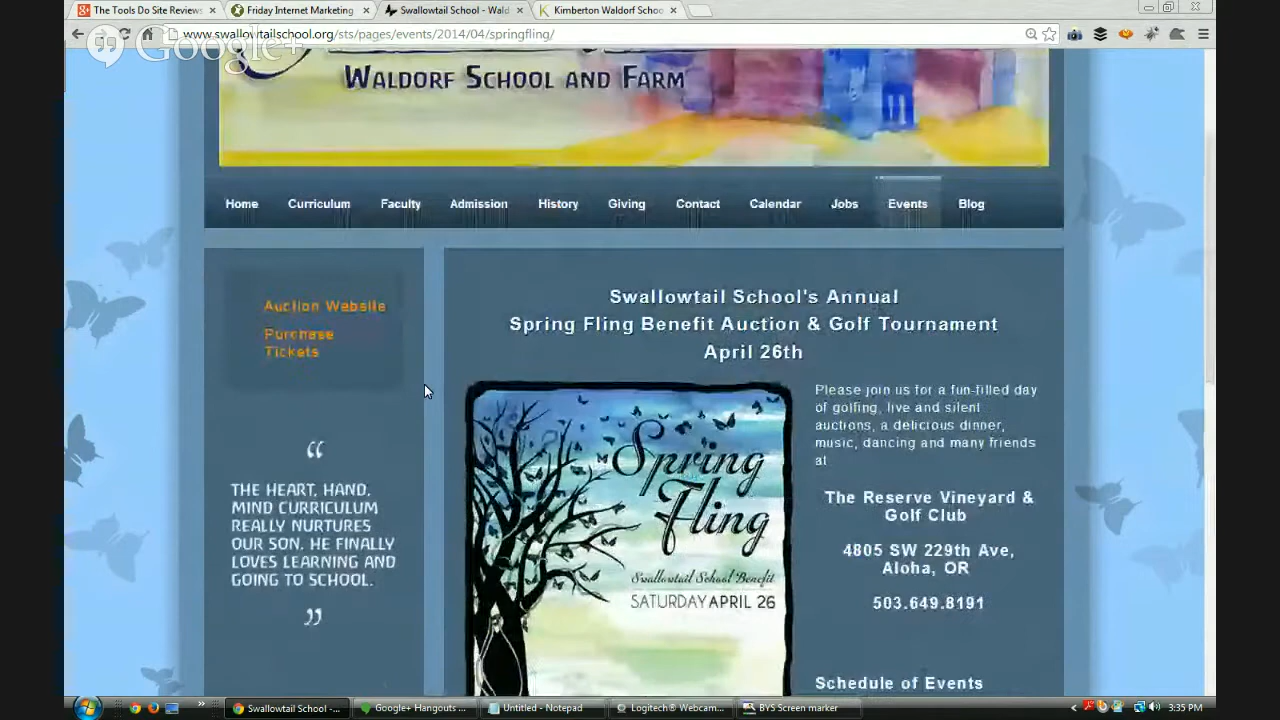 The Tools Do Site Reviews
Friday Internet Marketing
Swallowtail School - Wald
Kimberton Waldorf School
www.swallowtailschool.org/sts/pages/events/2014/04/springfling/
Google+
Waldorf School and Farm
Home Curriculum Faculty Admission History Giving Contact Calendar Jobs Events Blog
Auction Website
Purchase
Tickets
“
THE HEART, HAND,
MIND CURRICULUM
REALLY NURTURES
OUR SON. HE FINALLY
LOVES LEARNING AND
GOING TO SCHOOL.
”
Swallowtail School's Annual
Spring Fling Benefit Auction & Golf Tournament
April 26th
Spring
Fling
Swallowtail School Benefit
SATURDAY APRIL 26
Please join us for a fun-filled day
of golfing, live and silent
auctions, a delicious dinner,
music, dancing and many friends
at
The Reserve Vineyard &
Golf Club
4805 SW 229th Ave,
Aloha, OR
503.649.8191
Schedule of Events
Swallowtail School -...
Google+ Hangouts ...
Untitled - Notepad
Logitech® Webcam...
BYS Screen marker
3:35 PM